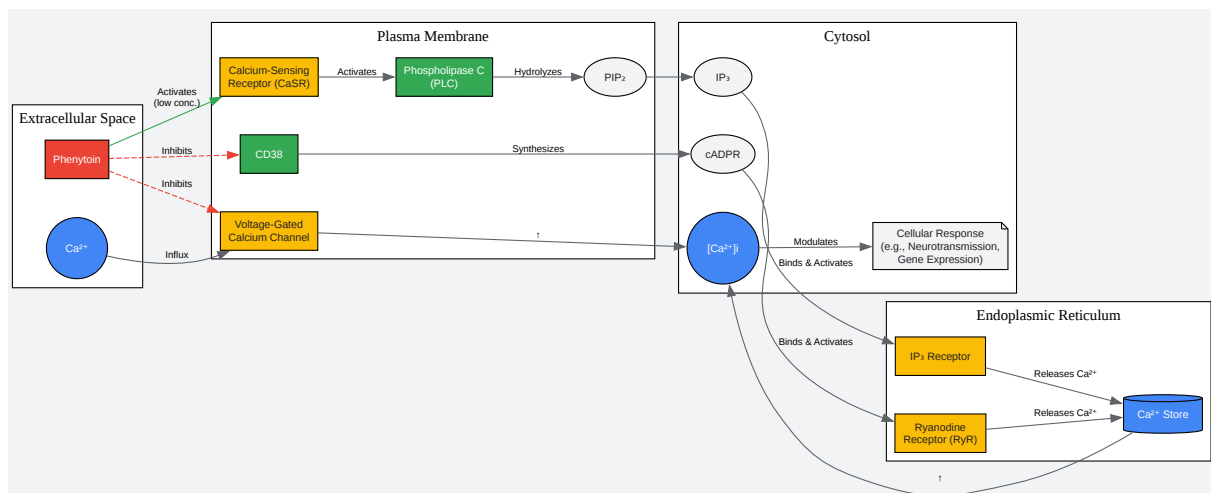 Plasma Membrane
Cytosol
Calcium-Sensing
Receptor (CaSR)
Activates
Phospholipase C
(PLC)
Hydrolyzes
PIP₂
IP₃
Activates
(low conc.)
Extracellular Space
Phenytoin
Inhibits
CD38
Synthesizes
cADPR
Inhibits
Voltage-Gated
Calcium Channel
↑
Ca²⁺
Influx
[Ca²⁺]i
Modulates
Cellular Response
(e.g., Neurotransmission,
Gene Expression)
Binds & Activates
Endoplasmic Reticulum
Binds & Activates
IP₃ Receptor
Releases Ca²⁺
Releases Ca²⁺
Ca²⁺ Store
Ryanodine
Receptor (RyR)
↑